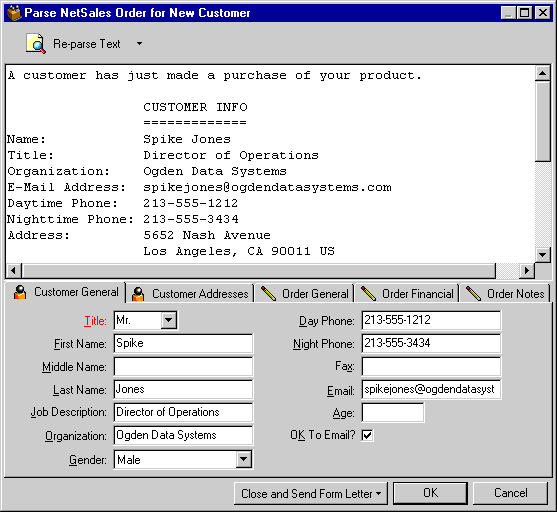 Parse NetSales Order for New Customer
Re-parse Text
A customer has just made a purchase of your product.
CUSTOMER INFO
=============
Name: Spike Jones
Title: Director of Operations
Organization: Ogden Data Systems
E-Mail Address: spikejones@ogdendatasystems.com
Daytime Phone: 213-555-1212
Nighttime Phone: 213-555-3434
Address: 5652 Nash Avenue
Los Angeles, CA 90011 US
Customer General Customer Addresses Order General Order Financial Order Notes
Title: Mr. Day Phone: 213-555-1212
First Name: Spike Night Phone: 213-555-3434
Middle Name: Fax:
Last Name: Jones Email: spikejones@ogdendatasyst
Job Description: Director of Operations Age:
Organization: Ogden Data Systems OK To Email?
Gender: Male
Close and Send Form Letter OK Cancel